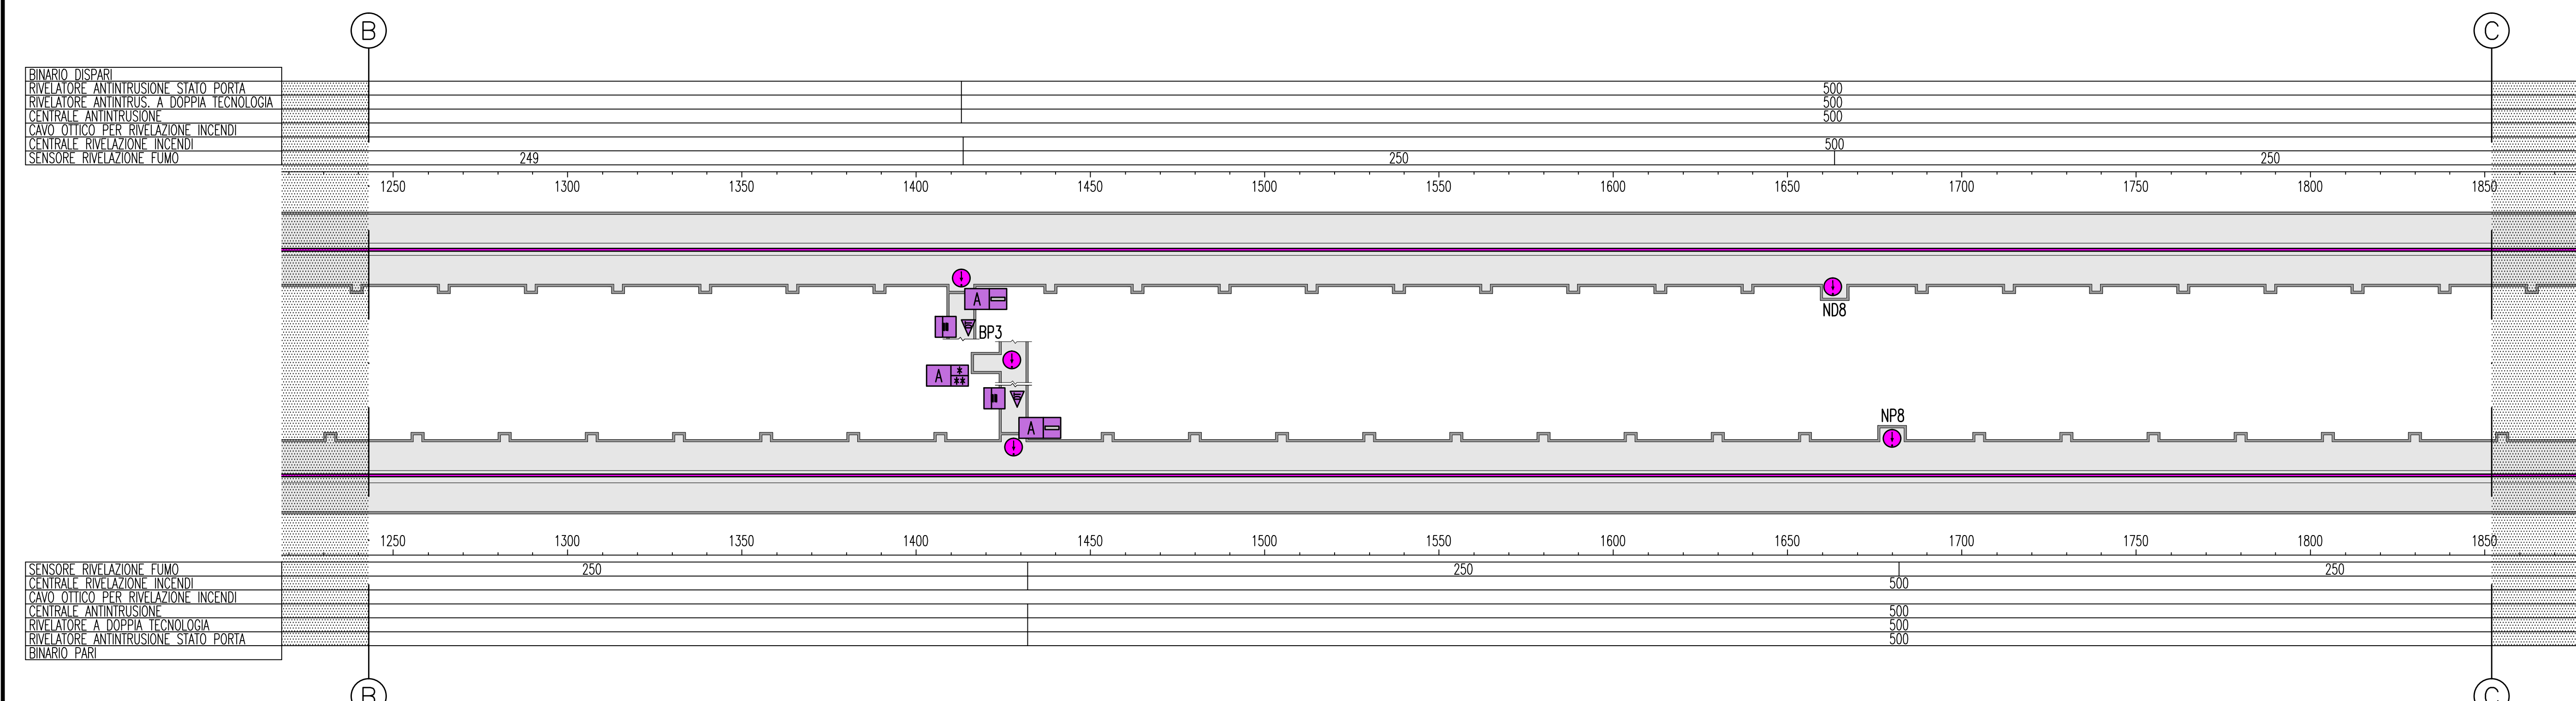 B C
BINARIO DISPARI
RIVELATORE ANTINTRUSIONE STATO PORTA 500
RIVELATORE ANTINTRUS. A DOPPIA TECNOLOGIA 500
CENTRALE ANTINTRUSIONE 500
CAVO OTTICO PER RIVELAZIONE INCENDI
CENTRALE RIVELAZIONE INCENDI 500
SENSORE RIVELAZIONE FUMO 249 250 250
1250 1300 1350 1400 1450 1500 1550 1600 1650 1700 1750 1800 1850
A
ND8
BP3
A * **
NP8
A
1250 1300 1350 1400 1450 1500 1550 1600 1650 1700 1750 1800 1850
SENSORE RIVELAZIONE FUMO 250 250 250
CENTRALE RIVELAZIONE INCENDI 500
CAVO OTTICO PER RIVELAZIONE INCENDI
CENTRALE ANTINTRUSIONE 500
RIVELATORE A DOPPIA TECNOLOGIA 500
RIVELATORE ANTINTRUSIONE STATO PORTA 500
BINARIO PARI
B C